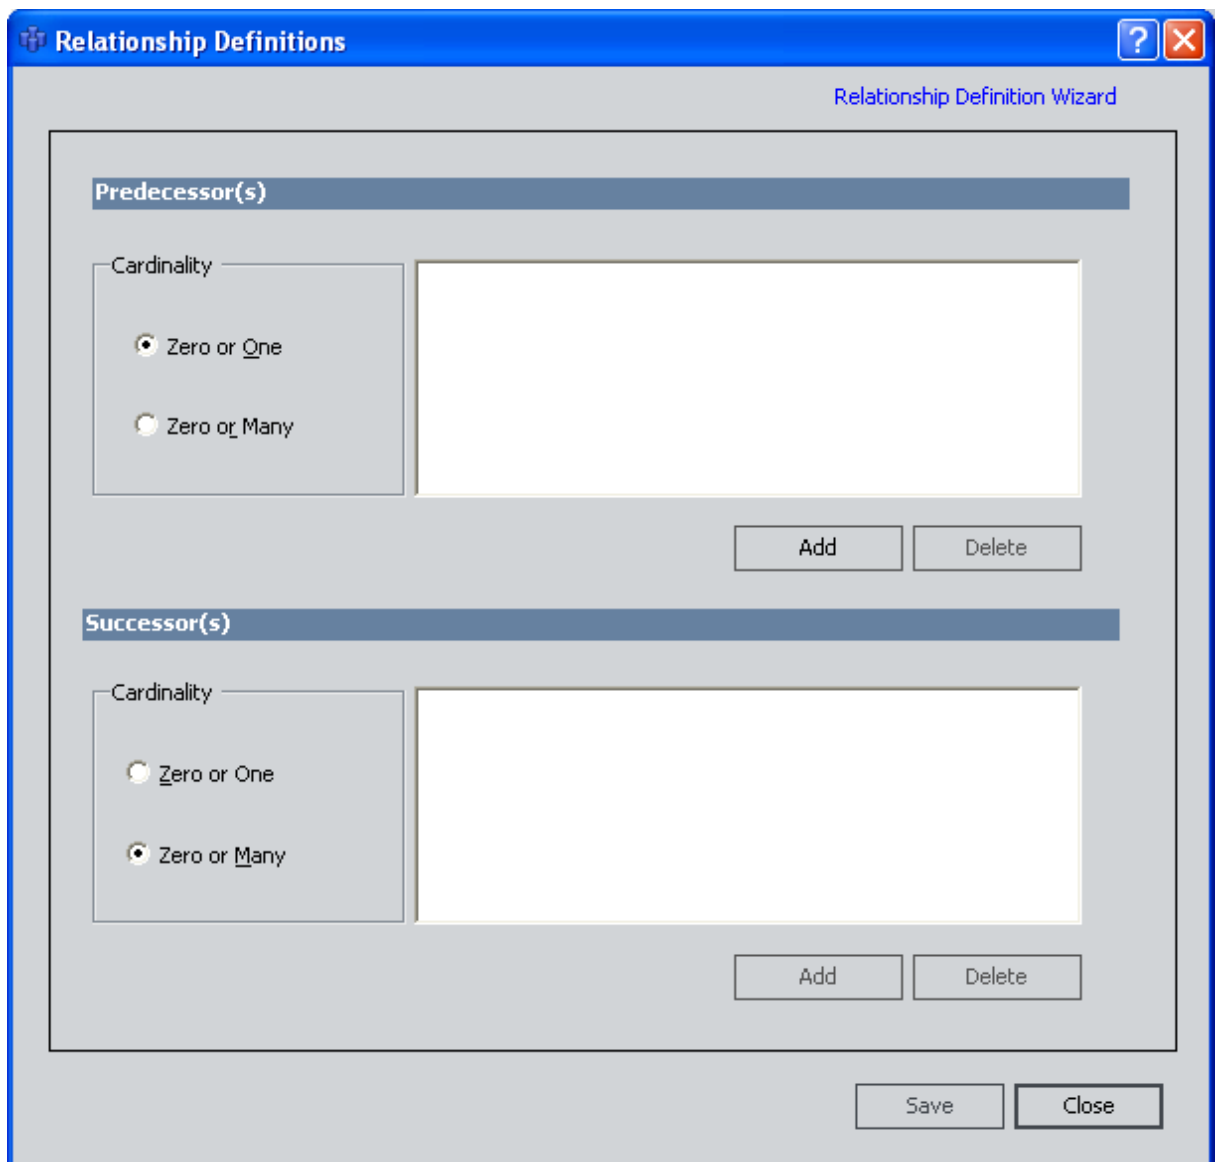 Relationship Definitions
Relationship Definition Wizard
Predecessor(s)
Cardinality
Zero or One
Zero or Many
Add Delete
Successor(s)
Cardinality
Zero or One
Zero or Many
Add Delete
Save Close